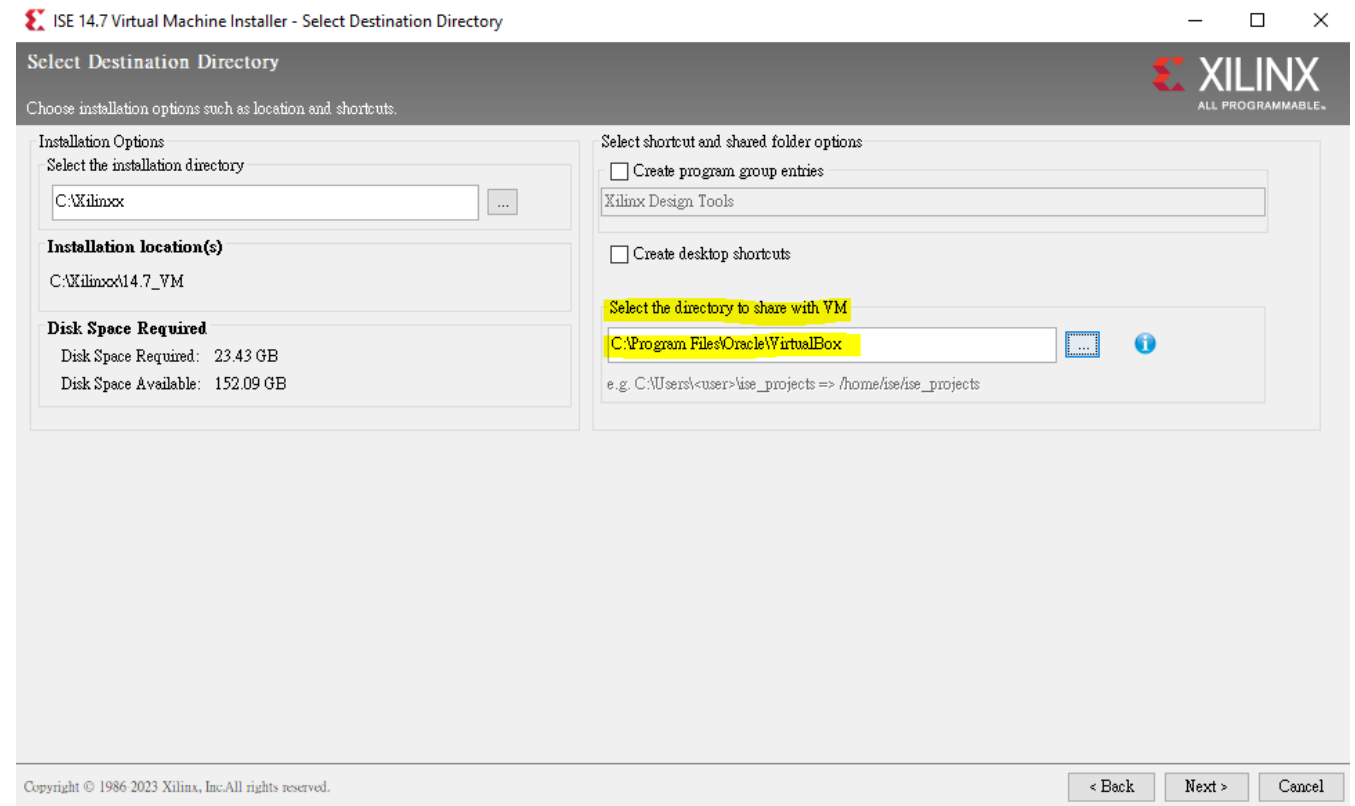 ISE 14.7 Virtual Machine Installer - Select Destination Directory
Select Destination Directory
Choose installation options such as location and shortcuts.
XILINX
ALL PROGRAMMABLE™
Installation Options
Select the installation directory
C:\Xilinxx
...
Installation location(s)
C:\Xilinxx\14.7_VM
Disk Space Required
Disk Space Required: 23.43 GB
Disk Space Available: 152.09 GB
Select shortcut and shared folder options
Create program group entries
Xilinx Design Tools
Create desktop shortcuts
Select the directory to share with VM
C:\Program Files\Oracle\VirtualBox
...
i
e.g. C:\Users\<user>\ise_projects => /home/ise/ise_projects
Copyright © 1986-2023 Xilinx, Inc.All rights reserved.
< Back
Next >
Cancel